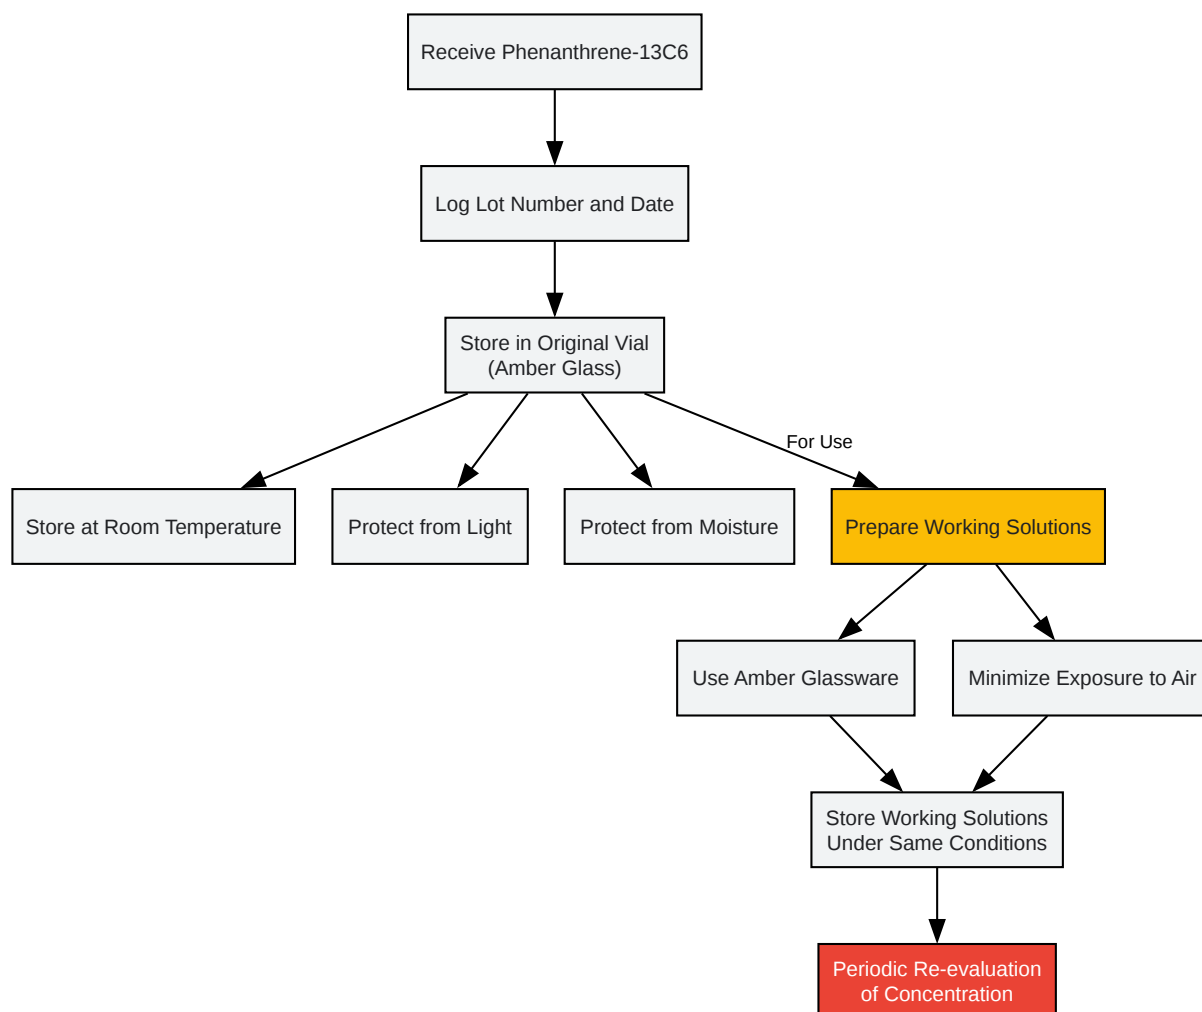 Receive Phenanthrene-13C6
Log Lot Number and Date
Store in Original Vial
(Amber Glass)
For Use
Store at Room Temperature
Protect from Light
Protect from Moisture
Prepare Working Solutions
Use Amber Glassware
Minimize Exposure to Air
Store Working Solutions
Under Same Conditions
Periodic Re-evaluation
of Concentration